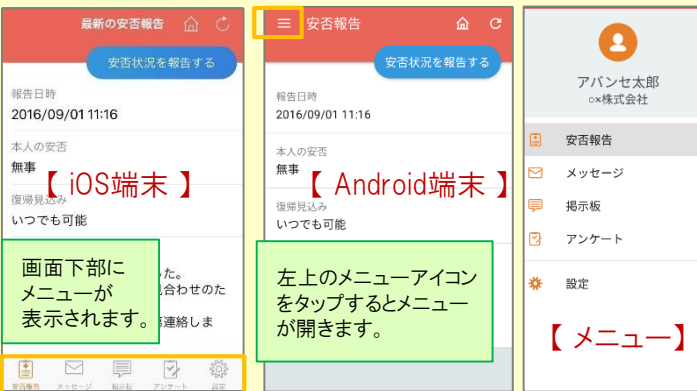 最新の安否報告
安否状況を報告する
報告日時
2016/09/01 11:16
本人の安否
無事
【 iOS端末 】
復帰見込み
いつでも可能
した。
見合わせのた
連絡しま
画面下部に
メニューが
表示されます。
安否報告
メッセージ
掲示板
アンケート
設定
安否報告
安否状況を報告する
報告日時
2016/09/01 11:16
本人の安否
無事
【 Android端末 】
復帰見込み
いつでも可能
左上のメニューアイコン
をタップするとメニュー
が開きます。
アバンセ太郎
○×株式会社
安否報告
メッセージ
掲示板
アンケート
設定
【 メニュー】